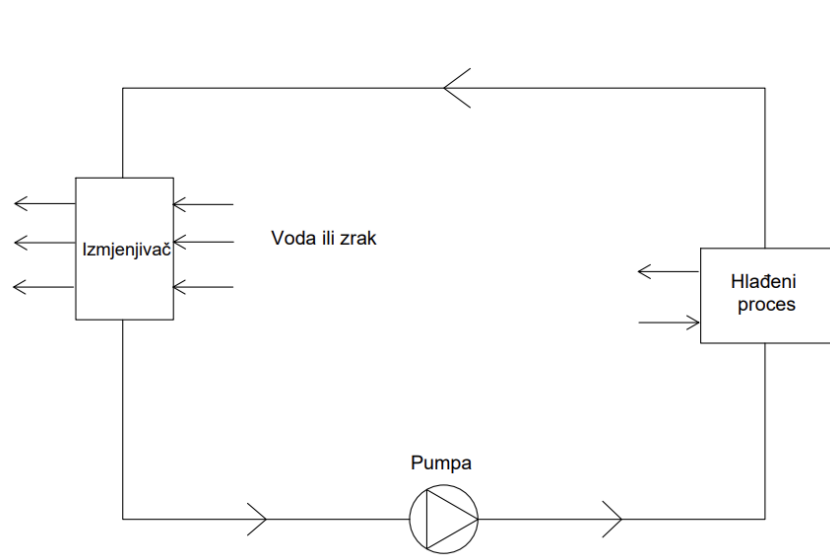 Izmjenjivač
Voda ili zrak
Hlađeni
proces
Pumpa